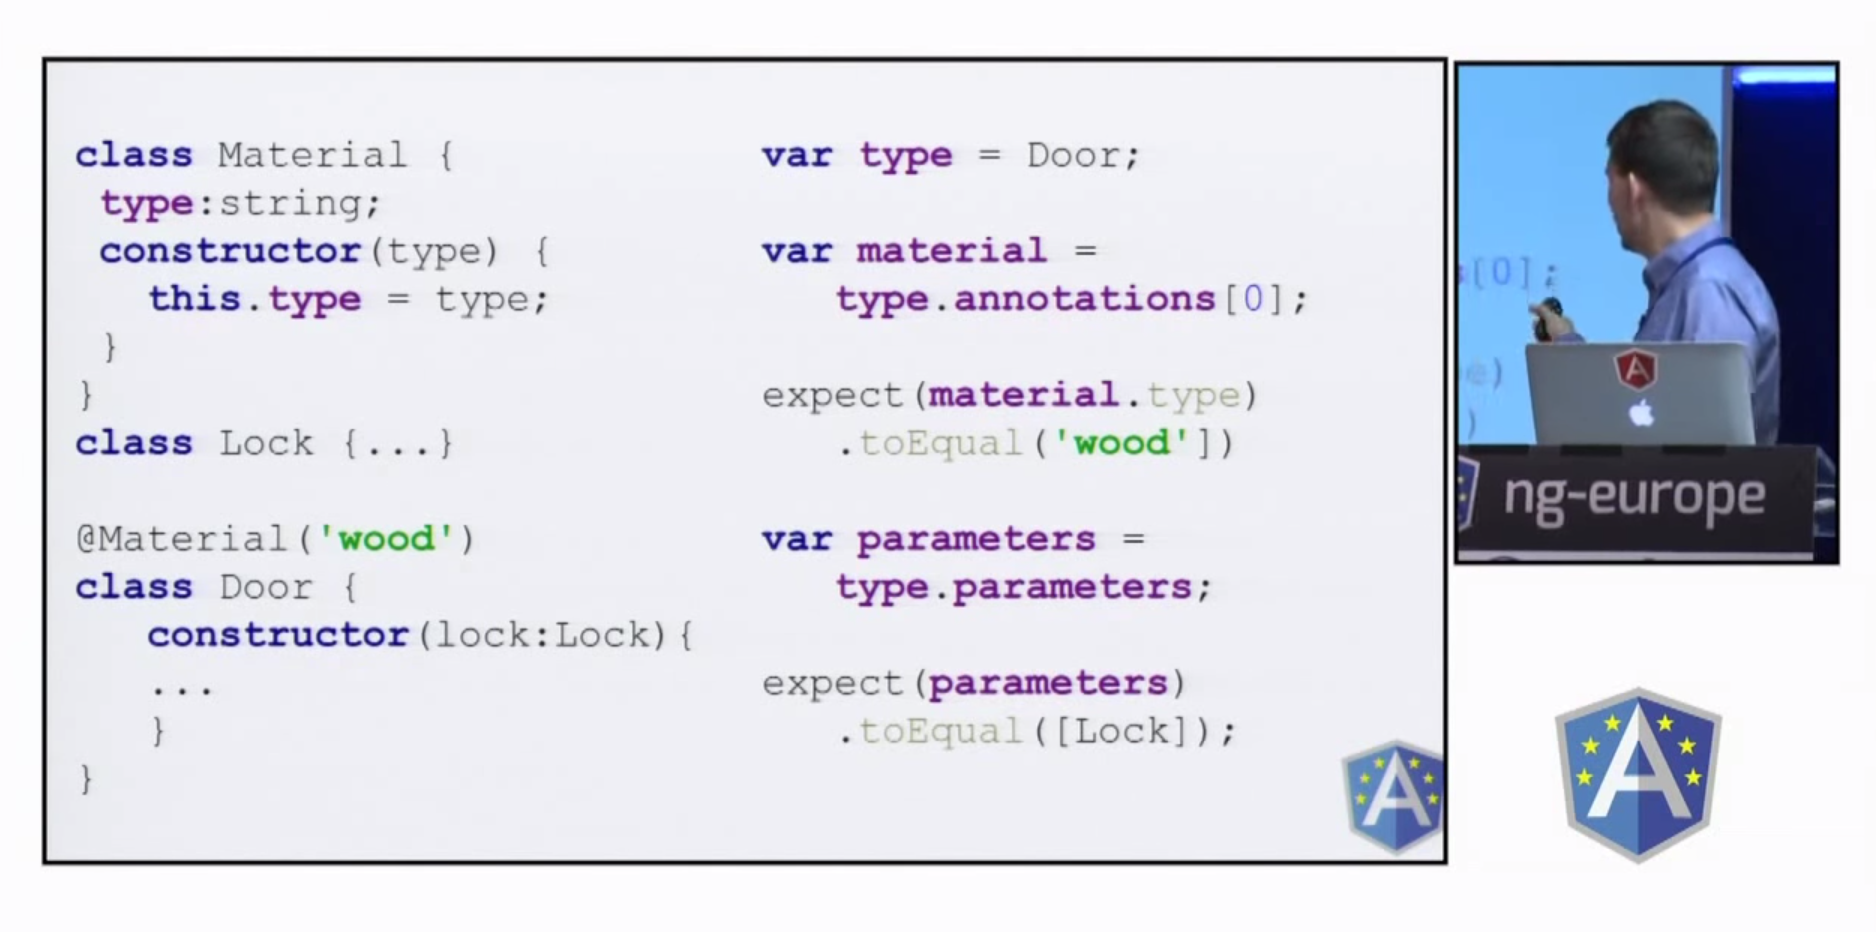 class Material {
type:string;
constructor(type) {
this.type = type;
}
}
class Lock {...}
@Material('wood')
class Door {
constructor(lock:Lock){
...
}
}
var type = Door;
var material =
type.annotations[0];
expect(material.type)
.toEqual('wood'])
var parameters =
type.parameters;
expect(parameters)
.toEqual([Lock]);
[0];
)
ng-europe
A
A